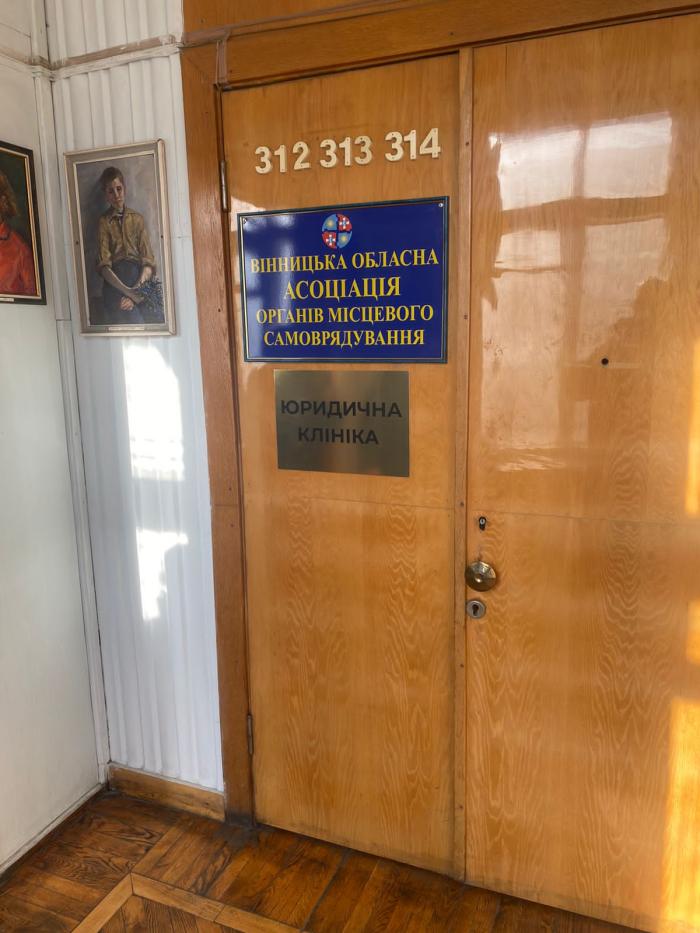 312 313 314
ВІННИЦЬКА ОБЛАСНА
АСОЦІАЦІЯ
ОРГАНІВ МІСЦЕВОГО
САМОВРЯДУВАННЯ
ЮРИДИЧНА
КЛІНІКА